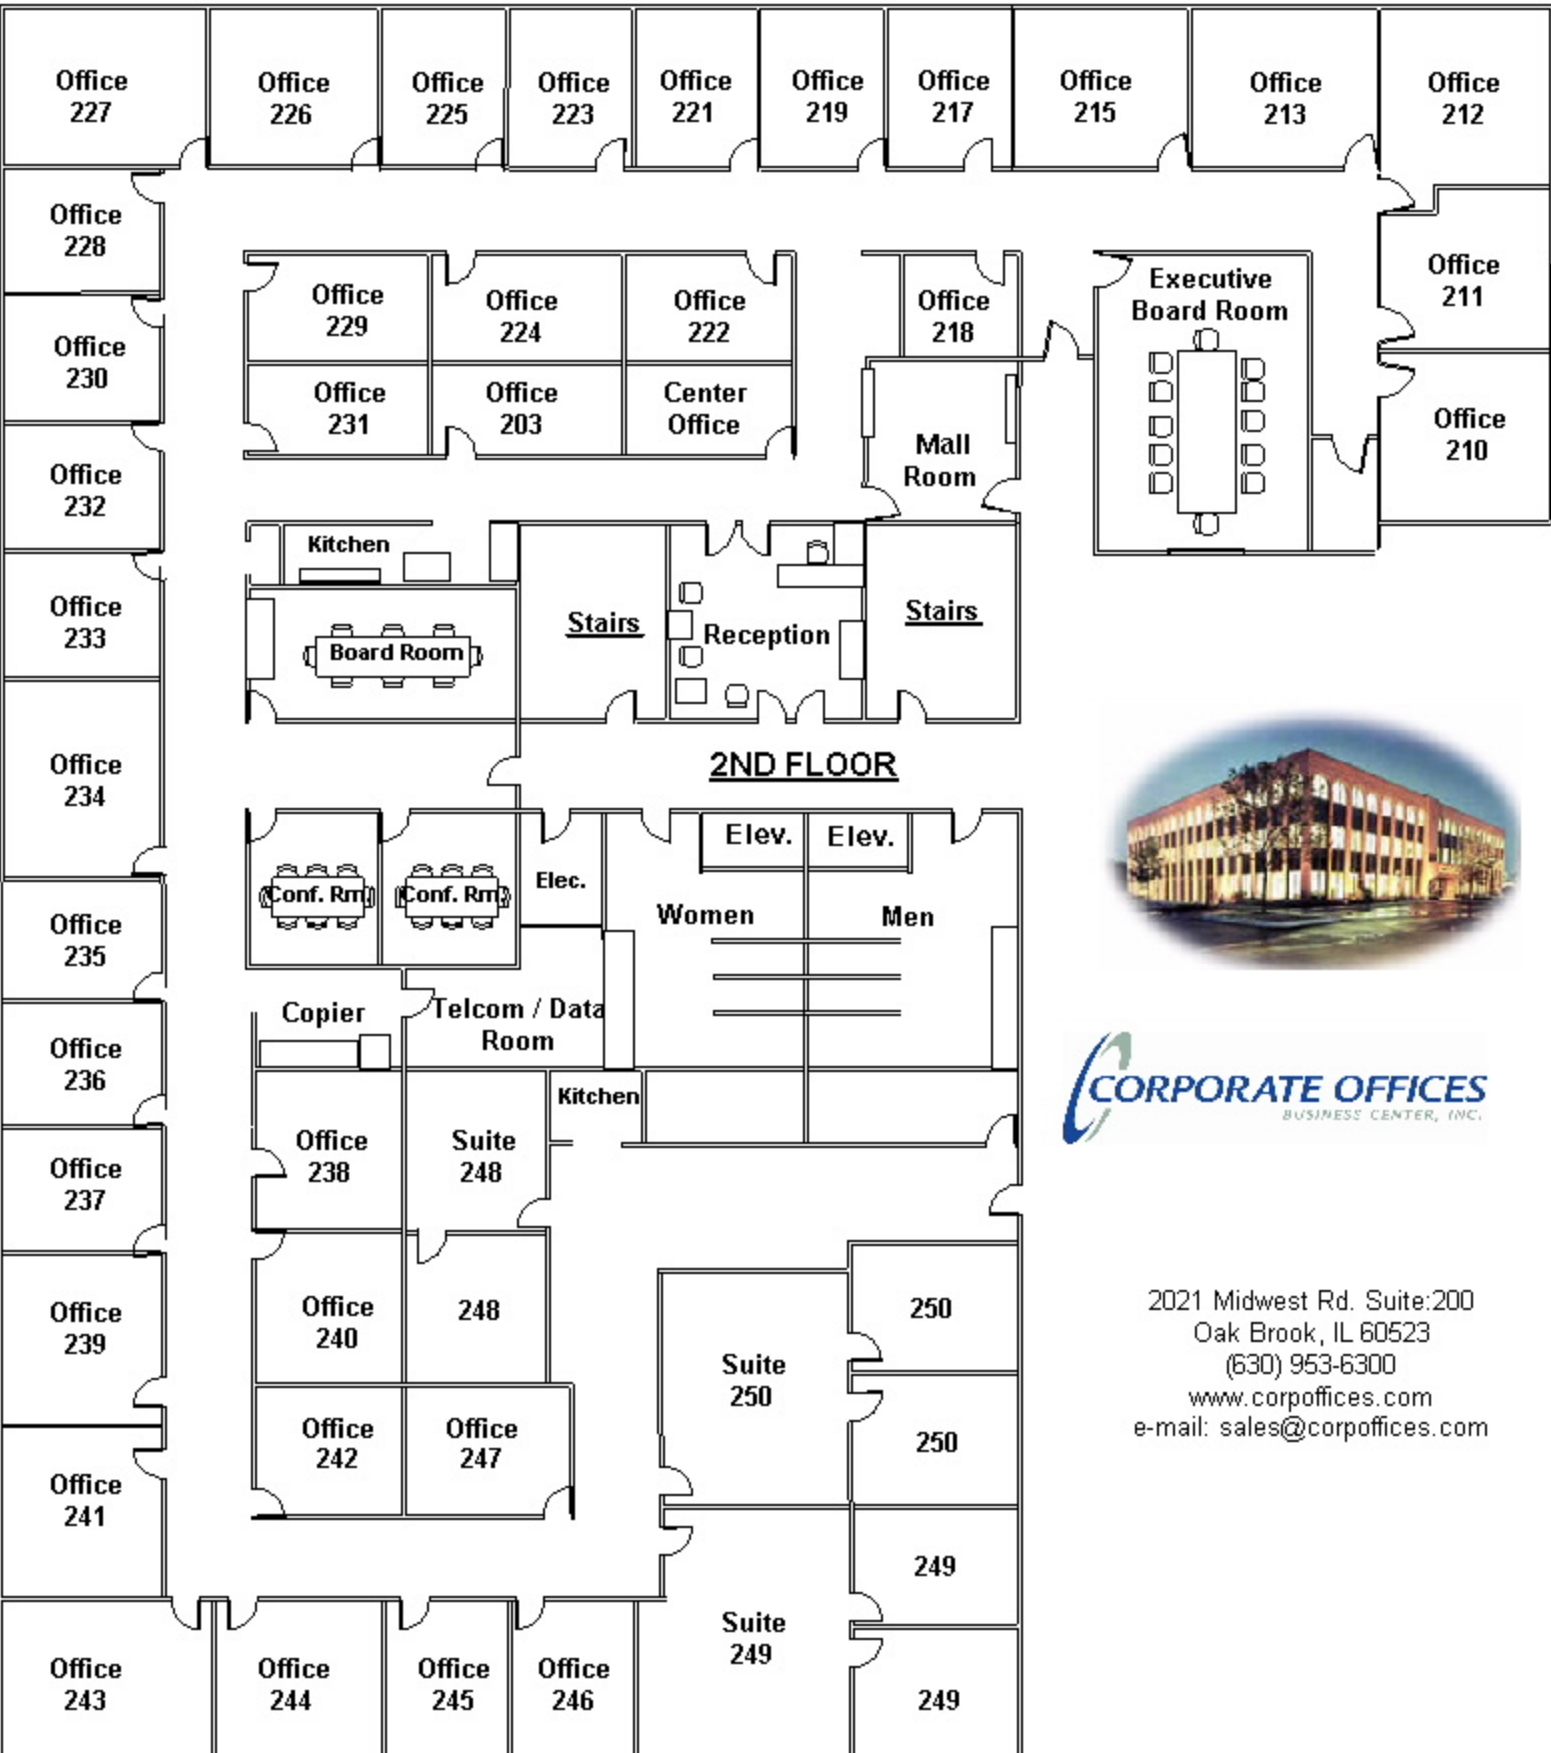 Office
227
Office
226
Office
225
Office
223
Office
221
Office
219
Office
217
Office
215
Office
213
Office
212
Office
228
Office
229
Office
224
Office
222
Office
218
Executive
Board Room
Office
211
Office
230
Office
231
Office
203
Center
Office
Mall
Room
Office
210
Office
232
Kitchen
Office
233
Stairs
Reception
Stairs
Board Room
Office
234
2ND FLOOR
Elev.
Elev.
Conf. Rm
Conf. Rm
Elec.
Women
Men
Office
235
Copier
Telcom / Data
Room
Office
236
Kitchen
CORPORATE OFFICES
BUSINESS CENTER, INC.
Office
238
Suite
248
Office
237
Office
239
Office
240
248
250
Suite
250
2021 Midwest Rd. Suite:200
Oak Brook, IL 60523
(630) 953-6300
www.corpoffices.com
e-mail: sales@corpoffices.com
Office
242
Office
247
250
Office
241
249
Suite
249
Office
243
Office
244
Office
245
Office
246
249